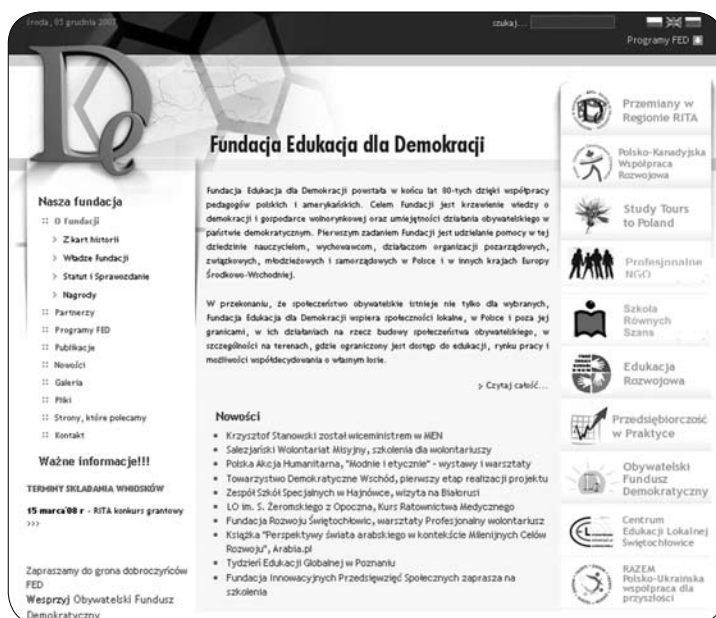 środa, 05 grudnia 2007
szukaj...
Programy FED
De
Fundacja Edukacja dla Demokracji
Nasza fundacja
O fundacji
> Z kart historii
> Władze Fundacji
> Statut i Sprawozdanie
> Nagrody
Partnerzy
Programy FED
Publikacje
Nowości
Galeria
Pliki
Strony, które polecamy
Kontakt
Ważne informacje!!!
TERMINY SKŁADANIA WNIOSKÓW
15 marca'08 r - RITA konkurs grantowy
>>>
Zapraszamy do grona dobroczyńców
FED
Wesprzyj Obywatelski Fundusz
Demokratyczny
Fundacja Edukacja dla Demokracji powstała w końcu lat 80-tych dzięki współpracy
pedagogów polskich i amerykańskich. Celem Fundacji jest krzewienie wiedzy o
demokracji i gospodarce wolnorynkowej oraz umiejętności działania obywatelskiego w
państwie demokratycznym. Pierwszym zadaniem Fundacji jest udzielanie pomocy w tej
dziedzinie nauczycielom, wychowawcom, działaczom organizacji pozarządowych,
związkowych, młodzieżowych i samorządowych w Polsce i w innych krajach Europy
Środkowo-Wschodniej.
W przekonaniu, że społeczeństwo obywatelskie istnieje nie tylko dla wybranych,
Fundacja Edukacja dla Demokracji wspiera społeczności lokalne, w Polsce i poza jej
granicami, w ich działaniach na rzecz budowy społeczeństwa obywatelskiego, w
szczególności na terenach, gdzie ograniczony jest dostęp do edukacji, rynku pracy i
możliwości współdecydowania o własnym losie.
> Czytaj całość...
Nowości
Krzysztof Stanowski został wiceministrem w MEN
Salezjański Wolontariat Misyjny, szkolenia dla wolontariuszy
Polska Akcja Humanitarna, "Modnie i etycznie" - wystawy i warsztaty
Towarzystwo Demokratyczne Wschód, pierwszy etap realizacji projektu
Zespół Szkół Specjalnych w Hajnówce, wizyta na Białorusi
LO im. S. Żeromskiego z Opoczna, Kurs Ratownictwa Medycznego
Fundacja Rozwoju Świętochłowic, warsztaty Profesjonalny wolontariusz
Książka "Perspektywy świata arabskiego w kontekście Milenijnych Celów
Rozwoju", Arabia.pl
Tydzień Edukacji Globalnej w Poznaniu
Fundacja Innowacyjnych Przedsięwzięć Społecznych zaprasza na
szkolenia
Przemiany w
Regionie RITA
Polsko-Kanadyjska
Współpraca
Rozwojowa
Study Tours
to Poland
Profesjonalne
NGO
Szkoła
Równych
Szans
Edukacja
Rozwojowa
Przedsiębiorczość
w Praktyce
Obywatelski
Fundusz
Demokratyczny
Centrum
Edukacji Lokalnej
Świętochłowice
RAZEM
Polsko-Ukraińska
współpraca dla
przyszłości